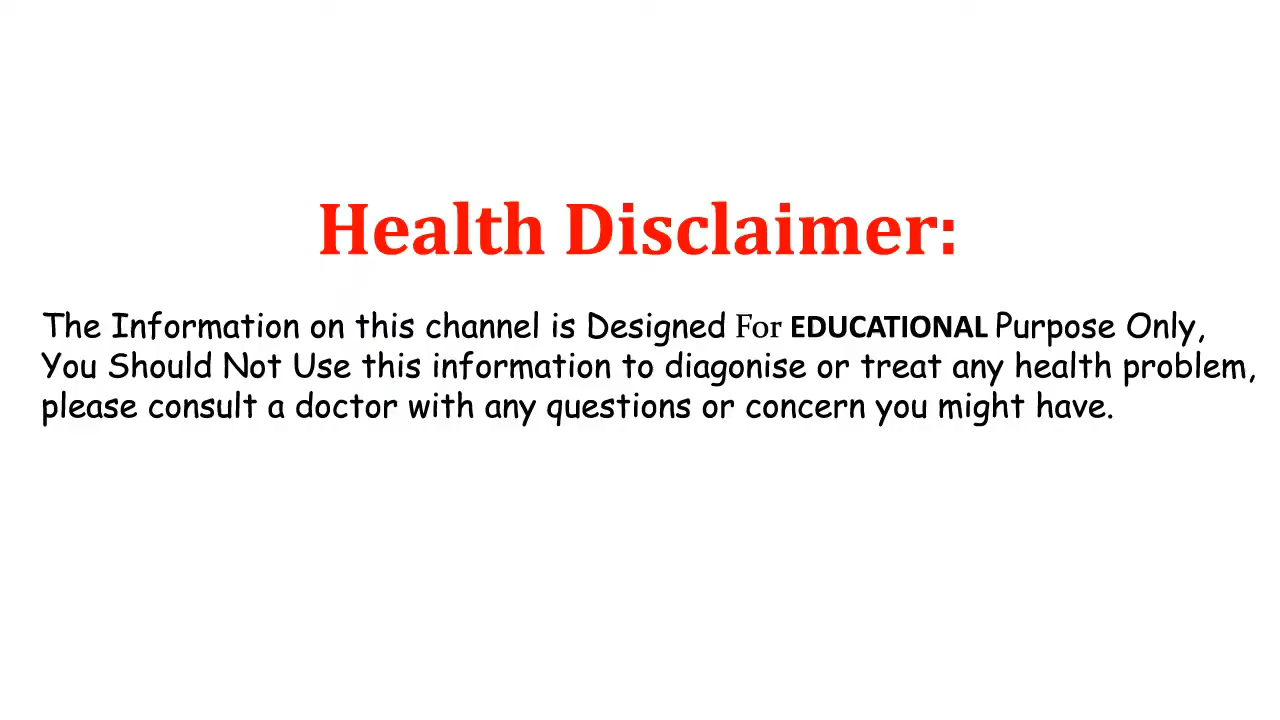 Health Disclaimer:
The Information on this channel is Designed For EDUCATIONAL Purpose Only,
You Should Not Use this information to diagonise or treat any health problem,
please consult a doctor with any questions or concern you might have.